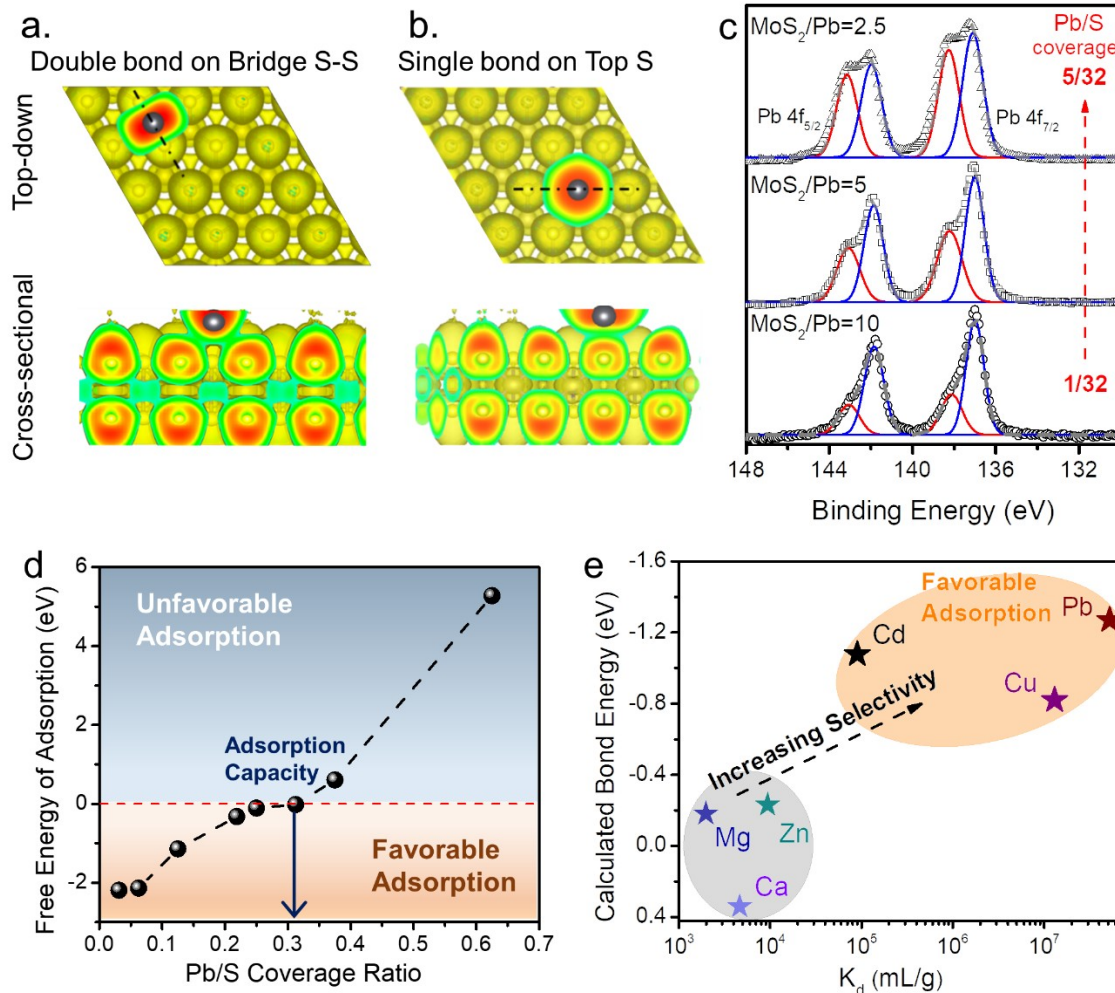 a.
Double bond on Bridge S-S
b.
Single bond on Top S
Top-down
Cross-sectional
c
MoS₂/Pb=2.5
Pb/S
coverage
5/32
Pb 4f₅/₂
Pb 4f₇/₂
MoS₂/Pb=5
MoS₂/Pb=10
1/32
148 144 140 136 132
Binding Energy (eV)
d
Free Energy of Adsorption (eV)
6
4
2
0
-2
Unfavorable
Adsorption
Adsorption
Capacity
Favorable
Adsorption
0.0 0.1 0.2 0.3 0.4 0.5 0.6 0.7
Pb/S Coverage Ratio
e
Calculated Bond Energy (eV)
-1.6
-1.2
-0.8
-0.4
0.0
0.4
Favorable
Adsorption
Pb
Cd
Cu
Increasing Selectivity
Mg
Zn
Ca
10³ 10⁴ 10⁵ 10⁶ 10⁷
K_d (mL/g)